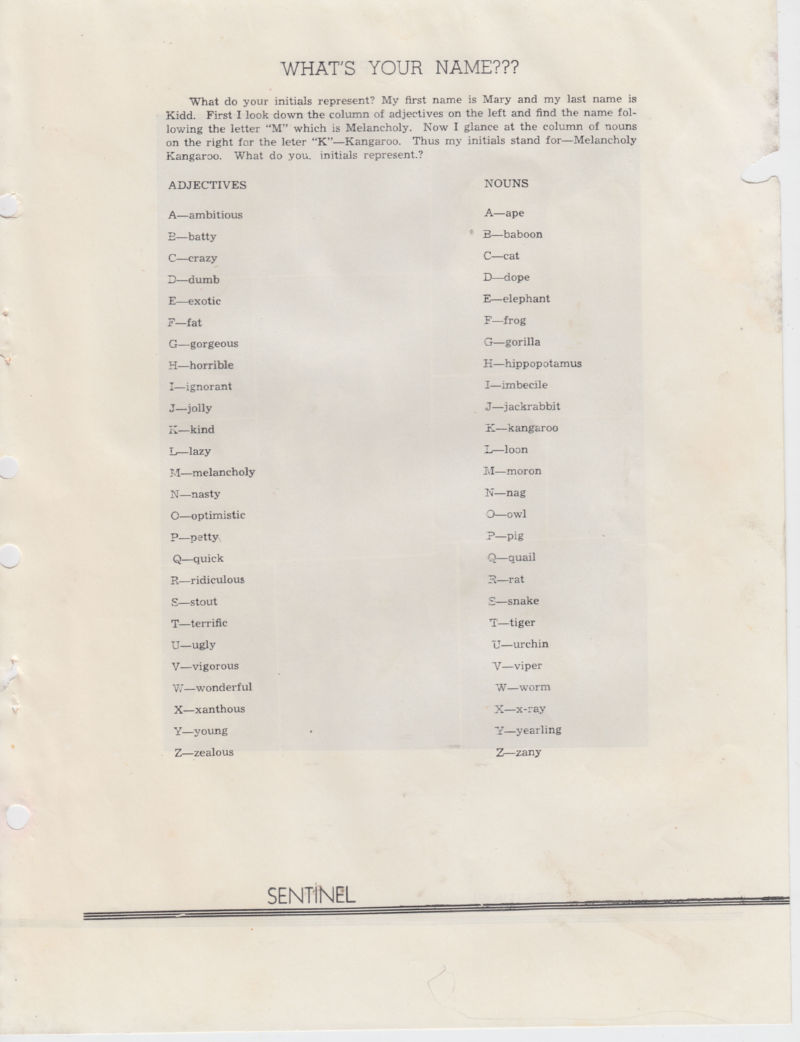 WHAT'S YOUR NAME???
What do your initials represent? My first name is Mary and my last name is
Kidd. First I look down the column of adjectives on the left and find the name fol-
lowing the letter "M" which is Melancholy. Now I glance at the column of nouns
on the right for the leter "K"—Kangaroo. Thus my initials stand for—Melancholy
Kangaroo. What do you. initials represent.?
ADJECTIVES
A—ambitious
B—batty
C—crazy
D—dumb
E—exotic
F—fat
G—gorgeous
H—horrible
I—ignorant
J—jolly
K—kind
L—lazy
M—melancholy
N—nasty
O—optimistic
P—petty
Q—quick
R—ridiculous
S—stout
T—terrific
U—ugly
V—vigorous
W—wonderful
X—xanthous
Y—young
Z—zealous
NOUNS
A—ape
B—baboon
C—cat
D—dope
E—elephant
F—frog
G—gorilla
H—hippopotamus
I—imbecile
J—jackrabbit
K—kangaroo
L—loon
M—moron
N—nag
O—owl
P—pig
Q—quail
R—rat
S—snake
T—tiger
U—urchin
V—viper
W—worm
X—x-ray
Y—yearling
Z—zany
SENTINEL